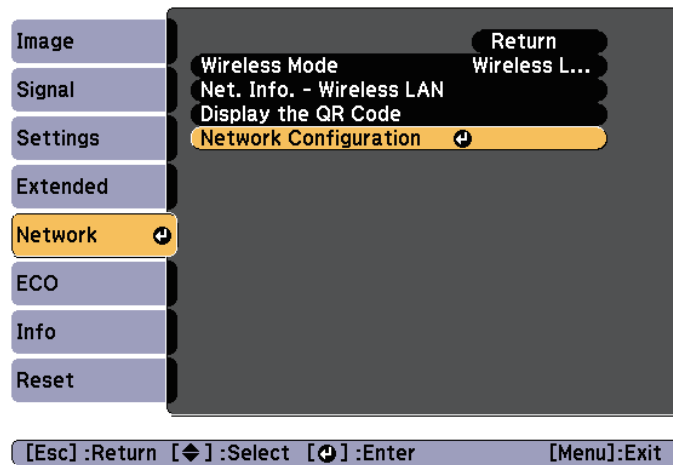 Image
Signal
Settings
Extended
Network
ECO
Info
Reset
Return
Wireless Mode Wireless L...
Net. Info. - Wireless LAN
Display the QR Code
Network Configuration
[Esc] :Return [◆] :Select [↵] :Enter [Menu]:Exit